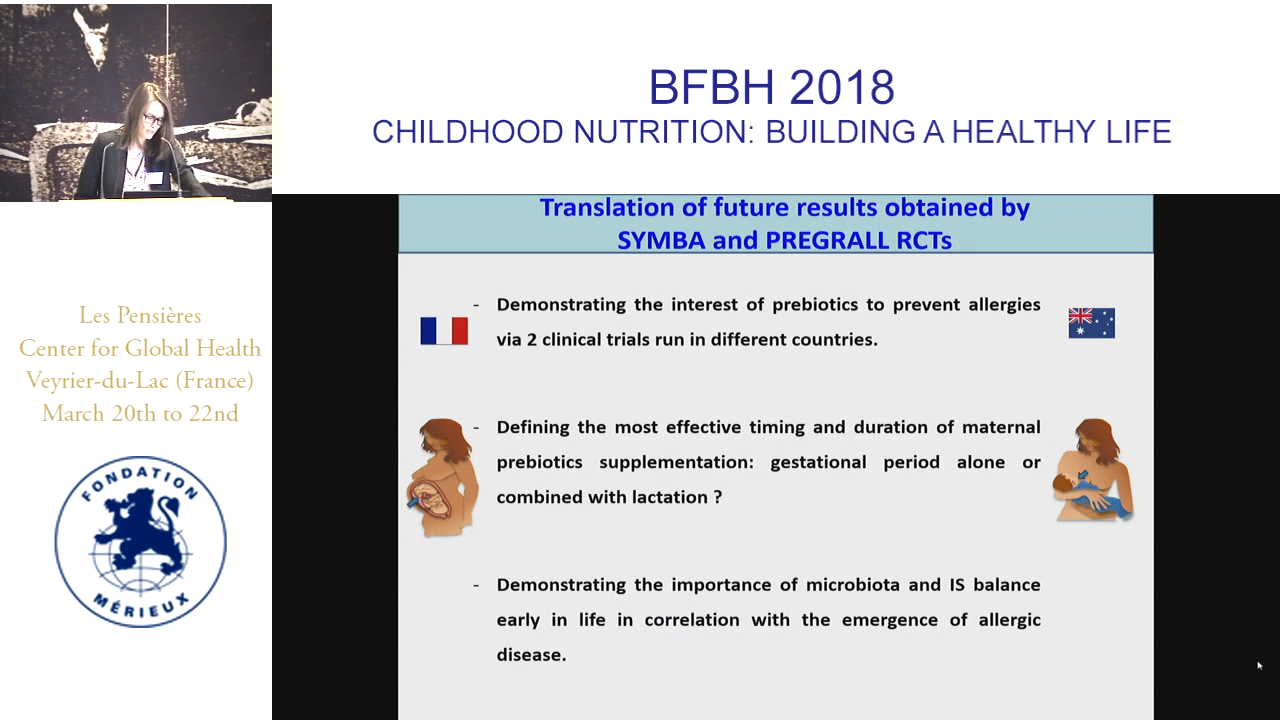 BFBH 2018
CHILDHOOD NUTRITION: BUILDING A HEALTHY LIFE
Les Pensières
Center for Global Health
Veyrier-du-Lac (France)
March 20th to 22nd
FONDATION
MÉRIEUX
Translation of future results obtained by
SYMBA and PREGRALL RCTs
- Demonstrating the interest of prebiotics to prevent allergies
via 2 clinical trials run in different countries.
- Defining the most effective timing and duration of maternal
prebiotics supplementation: gestational period alone or
combined with lactation ?
- Demonstrating the importance of microbiota and IS balance
early in life in correlation with the emergence of allergic
disease.